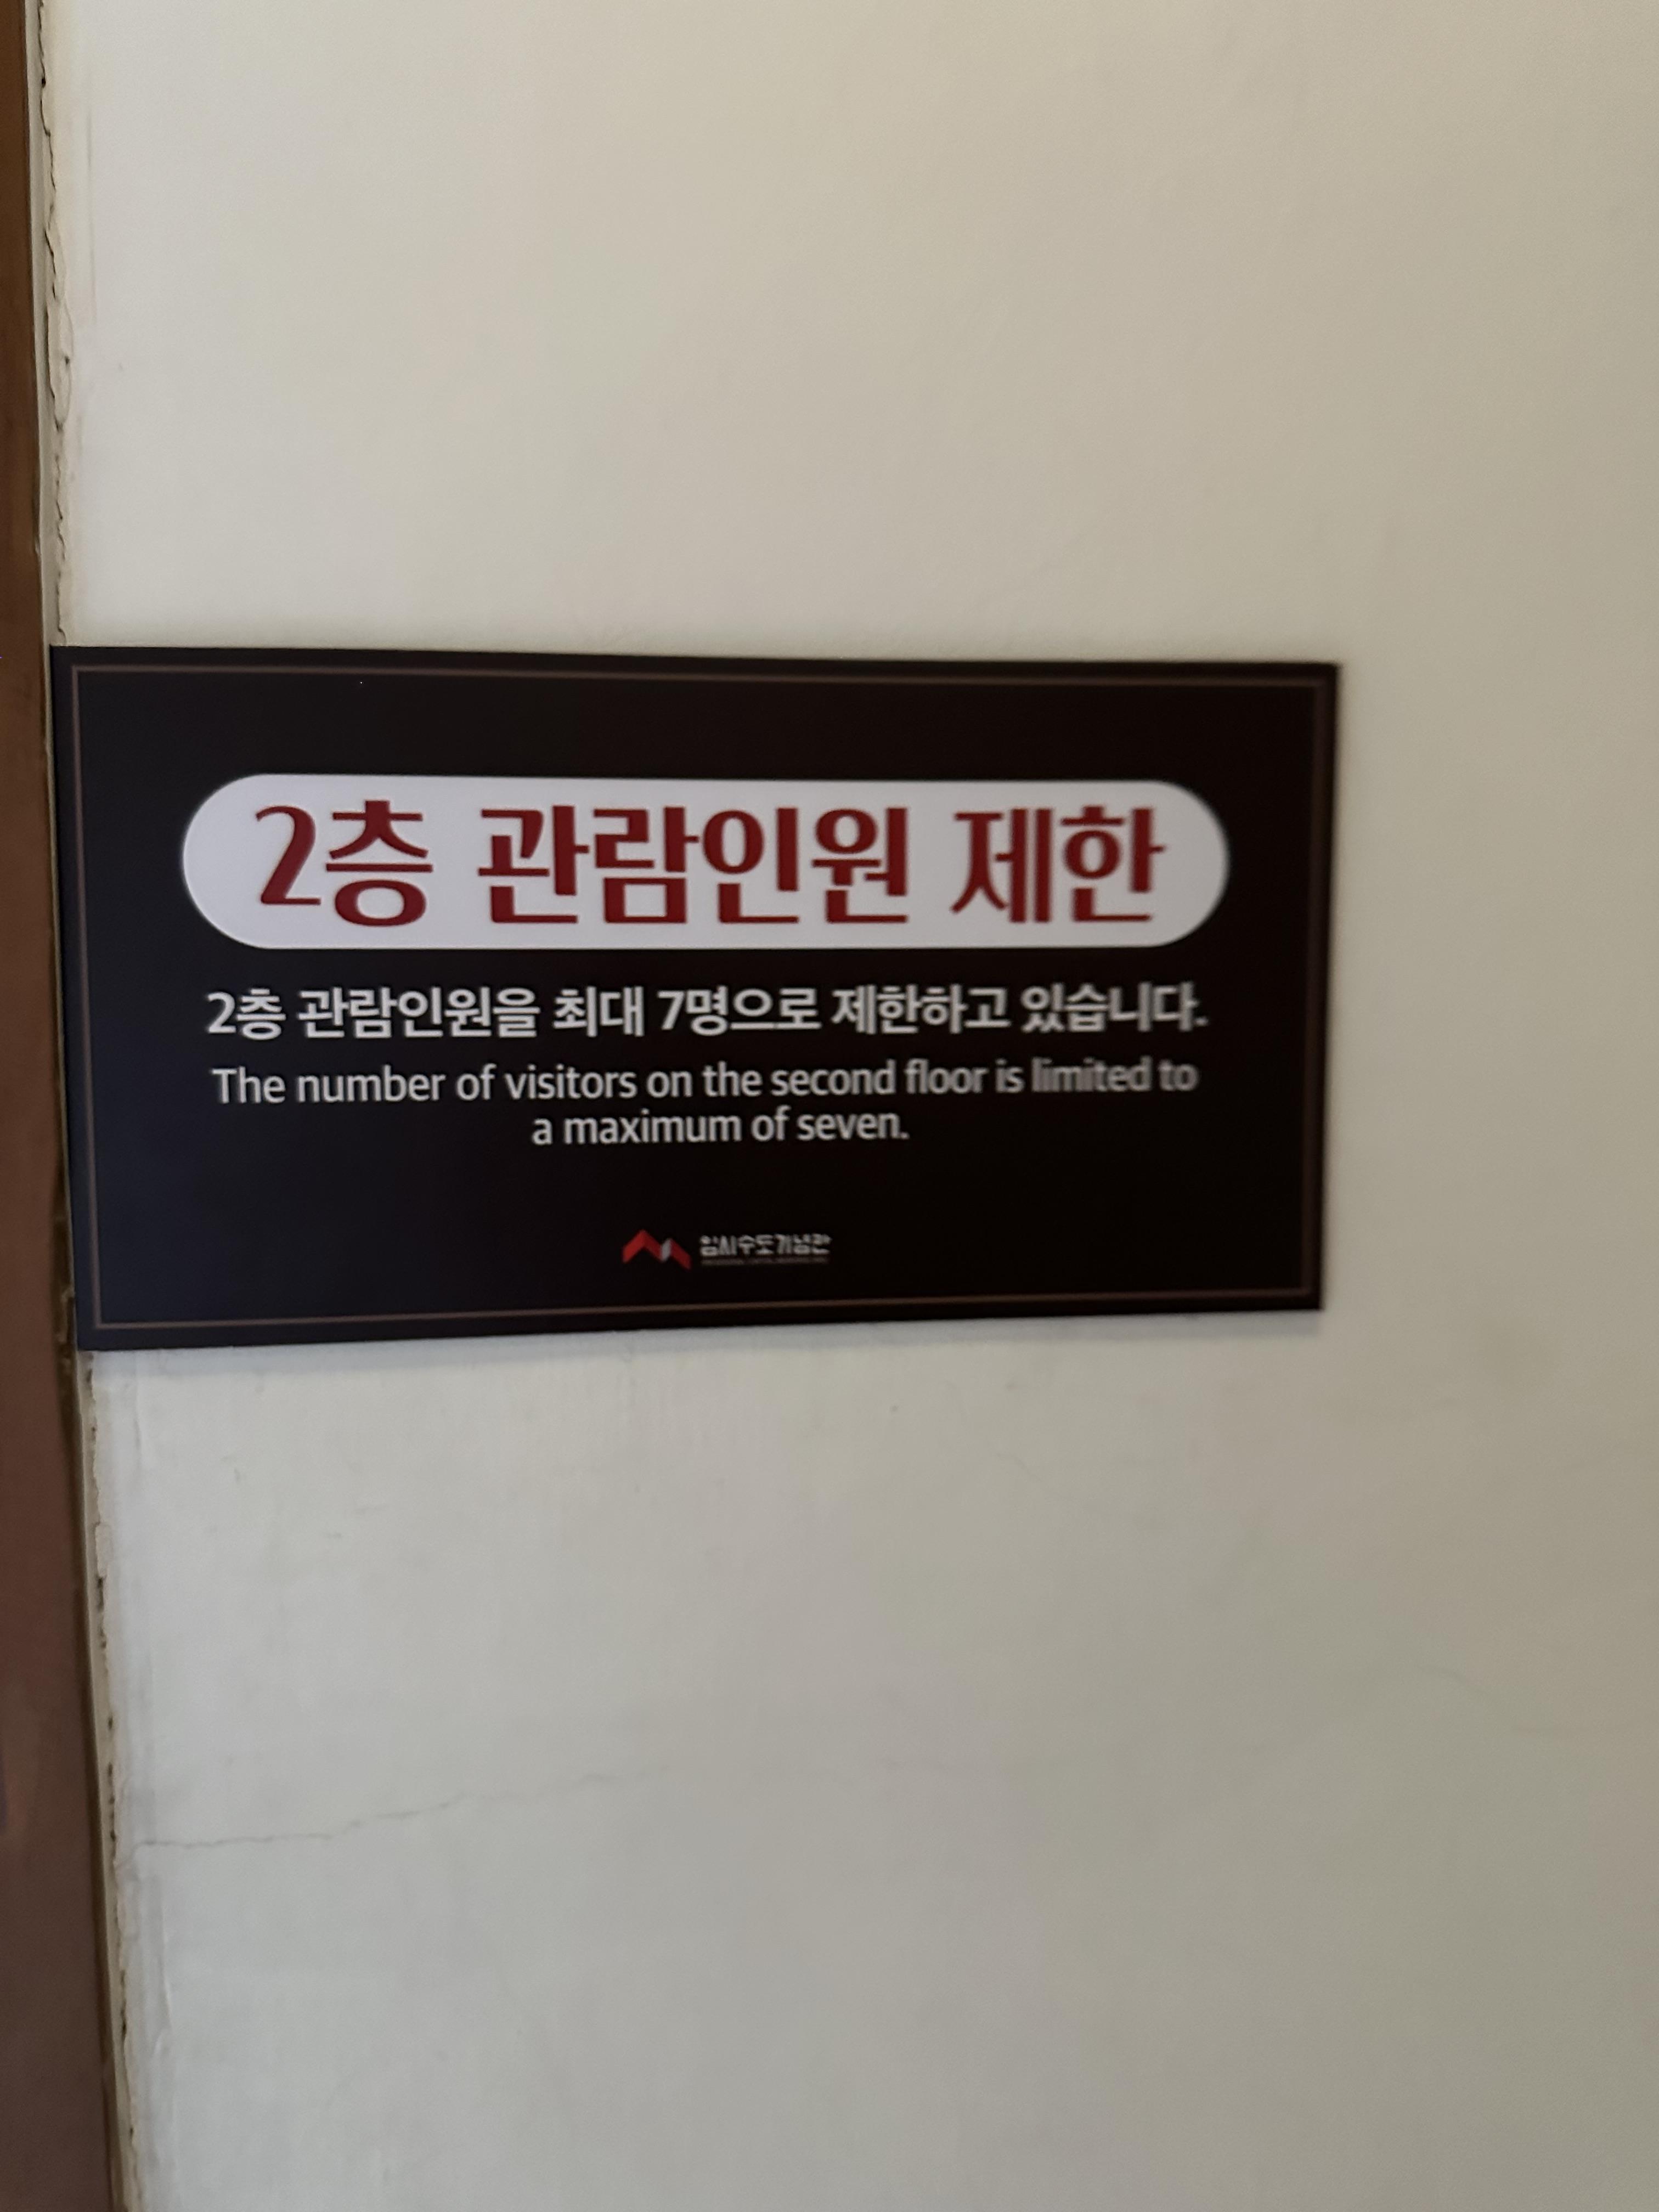 2층 관람인원 제한
2층 관람인원을 최대 7명으로 제한하고 있습니다.
The number of visitors on the second floor is limited to
a maximum of seven.
임시수도기념관